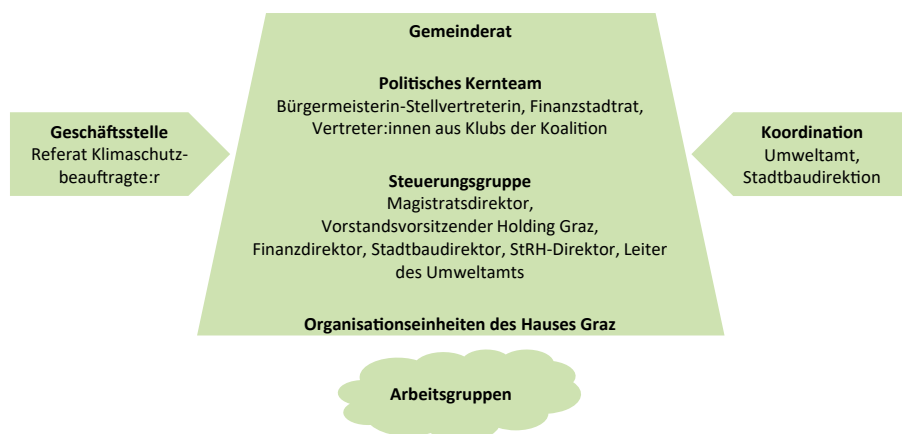 Gemeinderat
Politisches Kernteam
Bürgermeisterin-Stellvertreterin, Finanzstadtrat,
Vertreter:innen aus Klubs der Koalition
Geschäftsstelle
Referat Klimaschutz-
beauftragte:r
Koordination
Umweltamt,
Stadtbaudirektion
Steuerungsgruppe
Magistratsdirektor,
Vorstandsvorsitzender Holding Graz,
Finanzdirektor, Stadtbaudirektor, StRH-Direktor, Leiter
des Umweltamts
Organisationseinheiten des Hauses Graz
Arbeitsgruppen